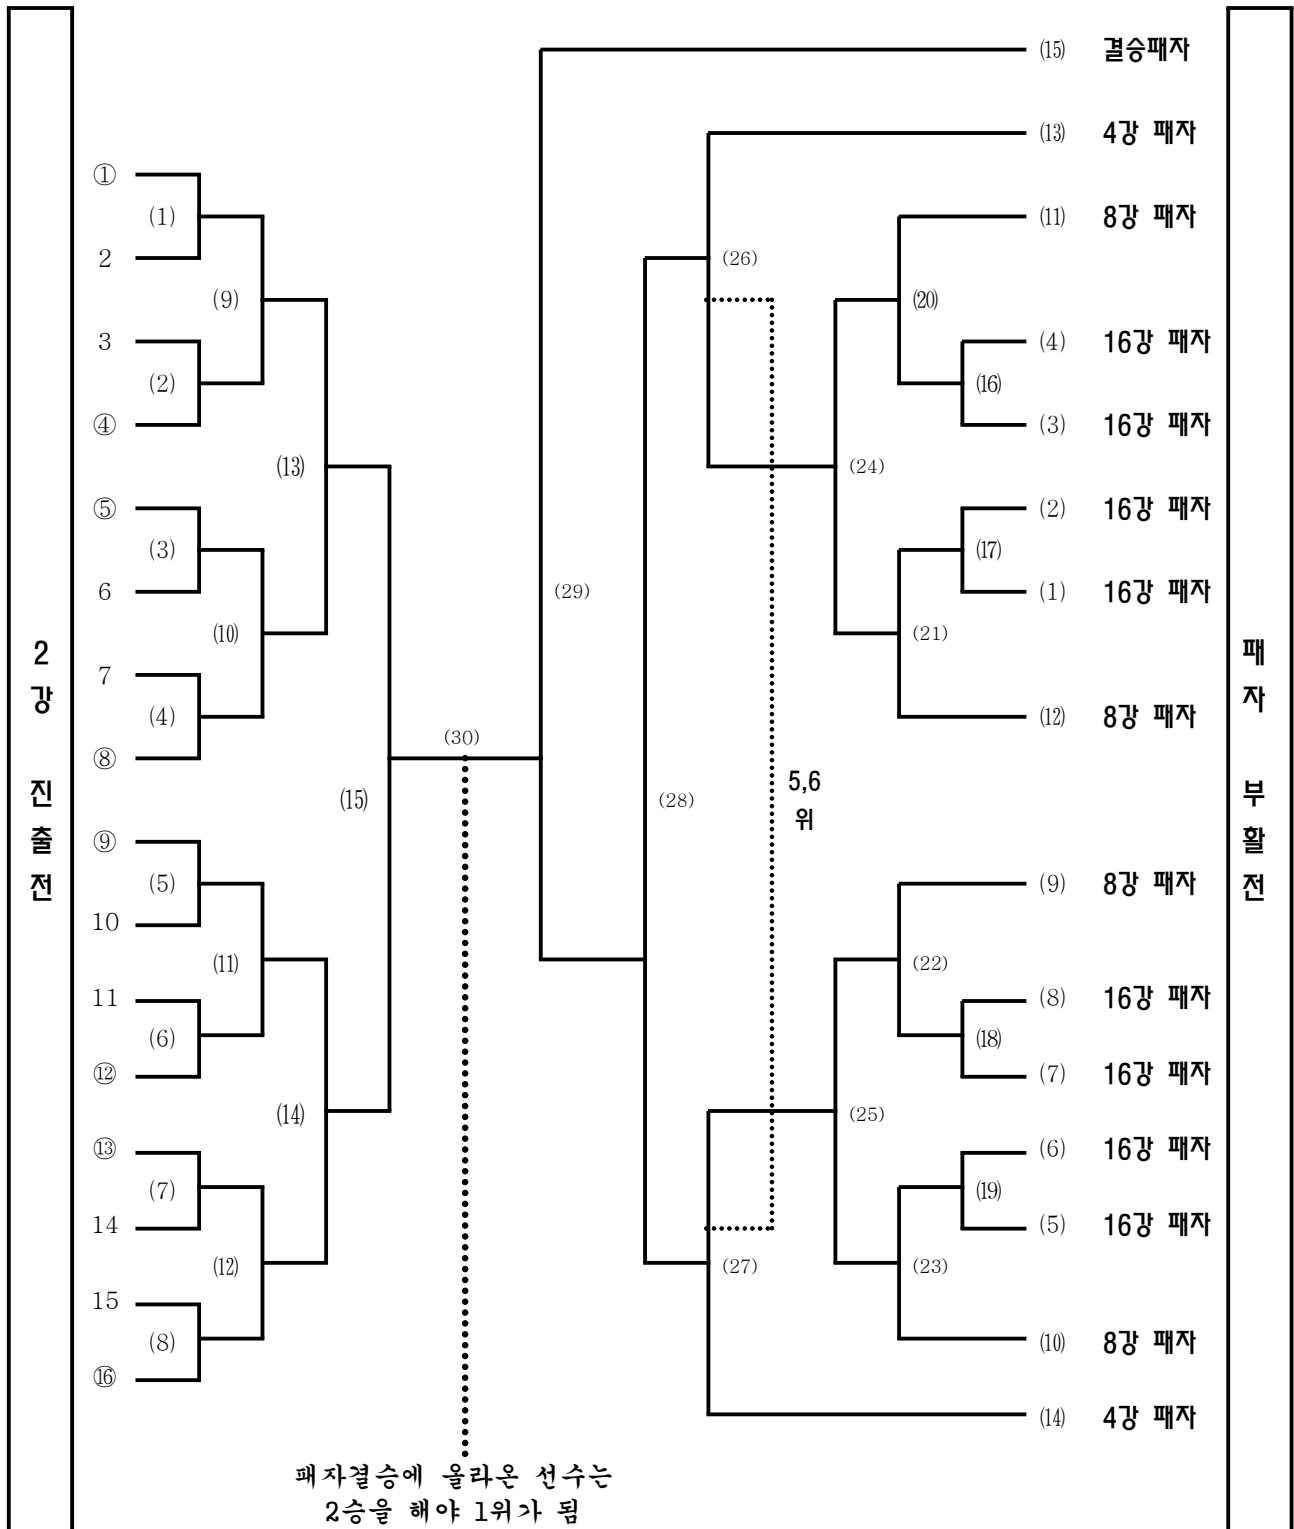 2강 진출전
①
(1)
2
(9)
3
(2)
④
(13)
⑤
(3)
6
(10)
7
(4)
⑧
(15)
⑨
(5)
10
(11)
11
(6)
⑫
(14)
⑬
(7)
14
(12)
15
(8)
⑯
(30)
패자결승에 올라온 선수는
2승을 해야 1위가 됨
(29)
(28)
(26)
(27)
5,6
위
(24)
(25)
(20)
(21)
(22)
(23)
(16)
(17)
(18)
(19)
(15) 결승패자
(13) 4강 패자
(11) 8강 패자
(4) 16강 패자
(3) 16강 패자
(2) 16강 패자
(1) 16강 패자
(12) 8강 패자
(9) 8강 패자
(8) 16강 패자
(7) 16강 패자
(6) 16강 패자
(5) 16강 패자
(10) 8강 패자
(14) 4강 패자
패자 부활전